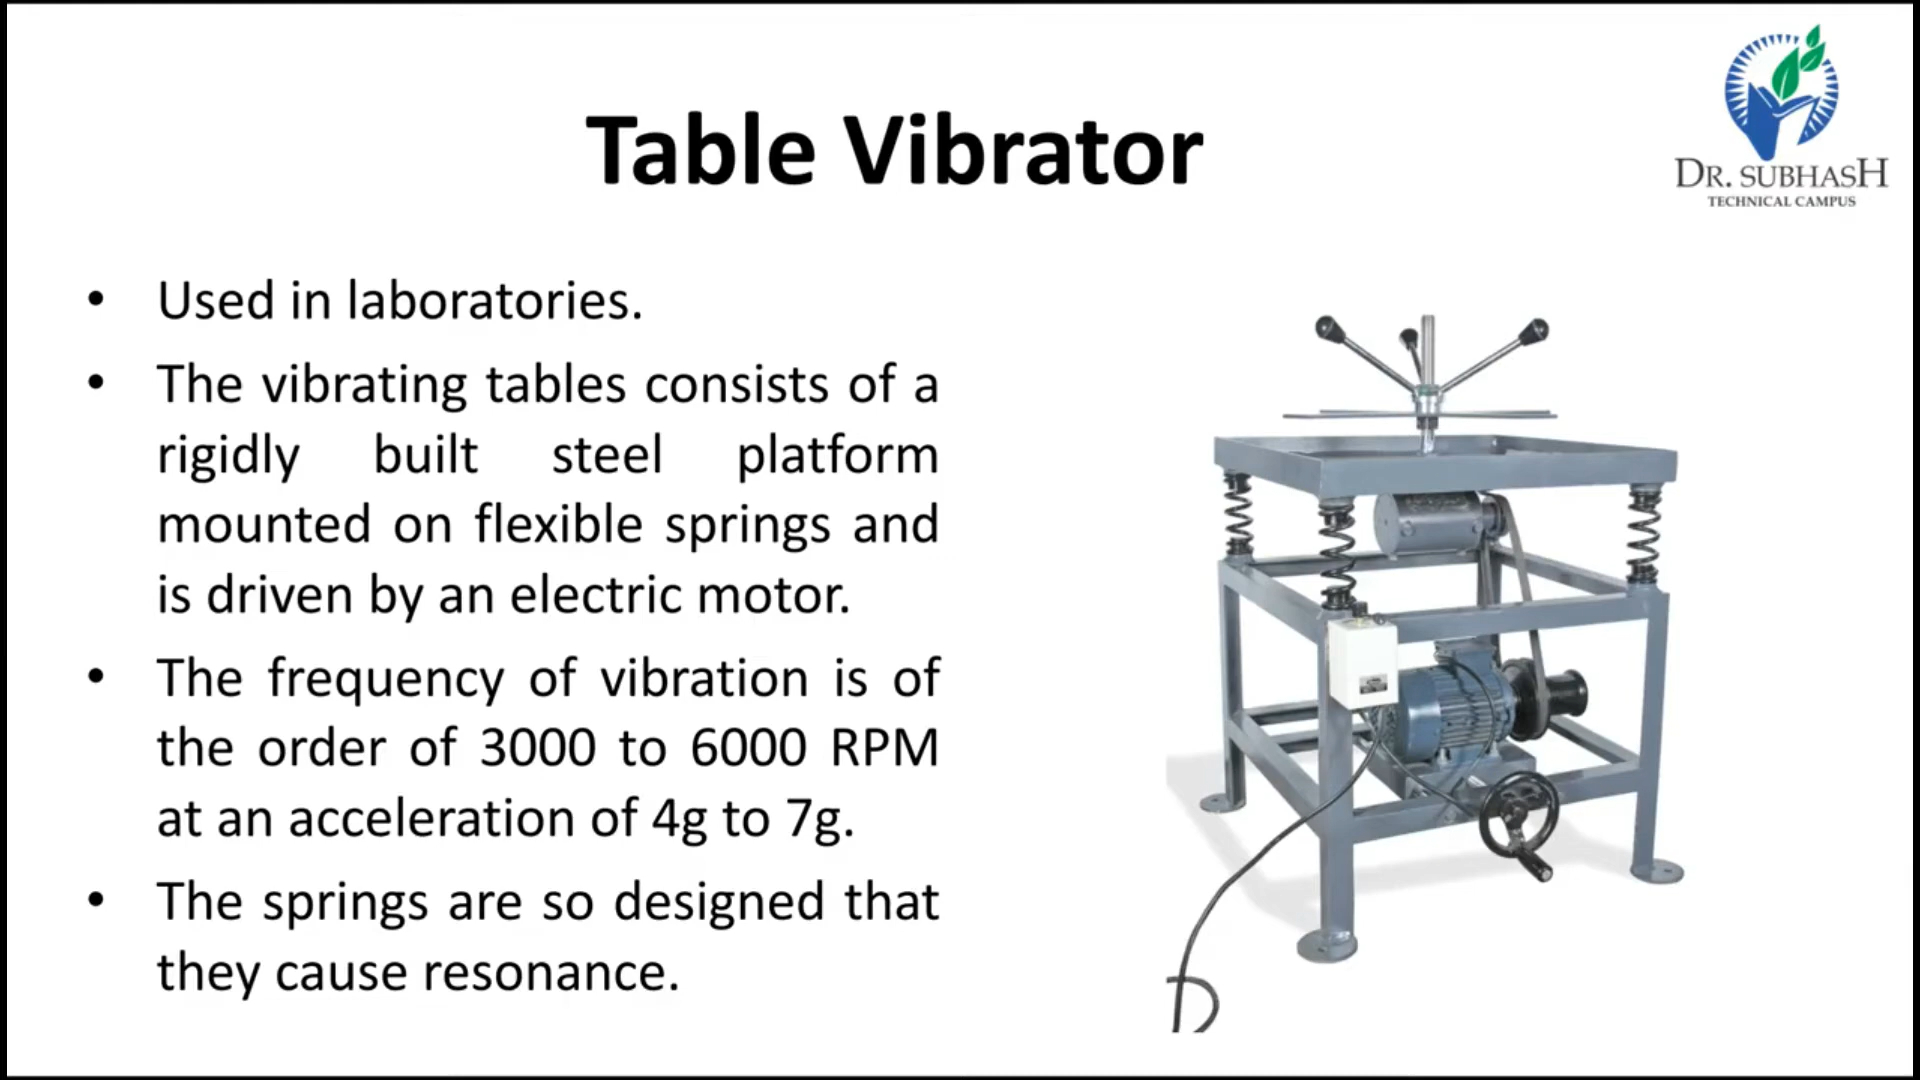 DR. SUBHASH
TECHNICAL CAMPUS
Table Vibrator
• Used in laboratories.
• The vibrating tables consists of a
rigidly built steel platform
mounted on flexible springs and
is driven by an electric motor.
• The frequency of vibration is of
the order of 3000 to 6000 RPM
at an acceleration of 4g to 7g.
• The springs are so designed that
they cause resonance.